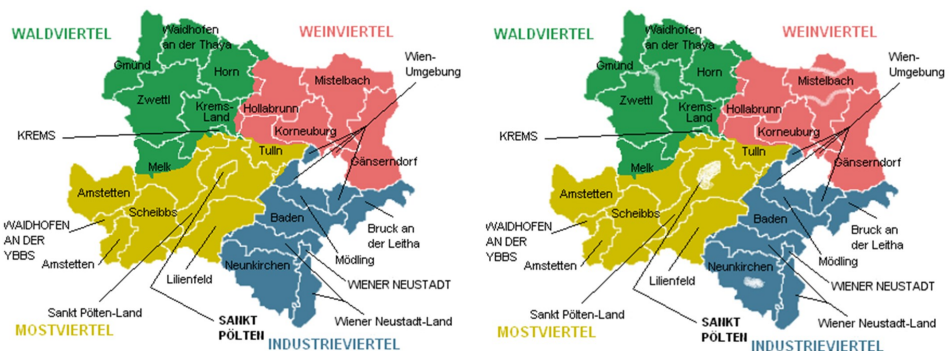 WALDVIERTEL
Waidhofen
an der Thaya
WEINVIERTEL
Gmünd
Horn
Mistelbach
Wien-
Umgebung
Zwettl
Krems-
Land
Hollabrunn
KREMS
Korneuburg
Tulln
Gänserndorf
Melk
Amstetten
Scheibbs
Baden
WAIDHOFEN
AN DER
YBBS
Bruck an
der Leitha
Amstetten
Neunkirchen
Mödling
Lilienfeld
WIENER NEUSTADT
Sankt Pölten-Land
SANKT
PÖLTEN
Wiener Neustadt-Land
MOSTVIERTEL
INDUSTRIEVIERTEL
WALDVIERTEL
Waidhofen
an der Thaya
WEINVIERTEL
Gmünd
Horn
Mistelbach
Wien-
Umgebung
Zwettl
Krems-
Land
Hollabrunn
KREMS
Korneuburg
Tulln
Gänserndorf
Melk
Amstetten
Scheibbs
Baden
WAIDHOFEN
AN DER
YBBS
Bruck an
der Leitha
Amstetten
Neunkirchen
Mödling
Lilienfeld
WIENER NEUSTADT
Sankt Pölten-Land
SANKT
PÖLTEN
Wiener Neustadt-Land
MOSTVIERTEL
INDUSTRIEVIERTEL